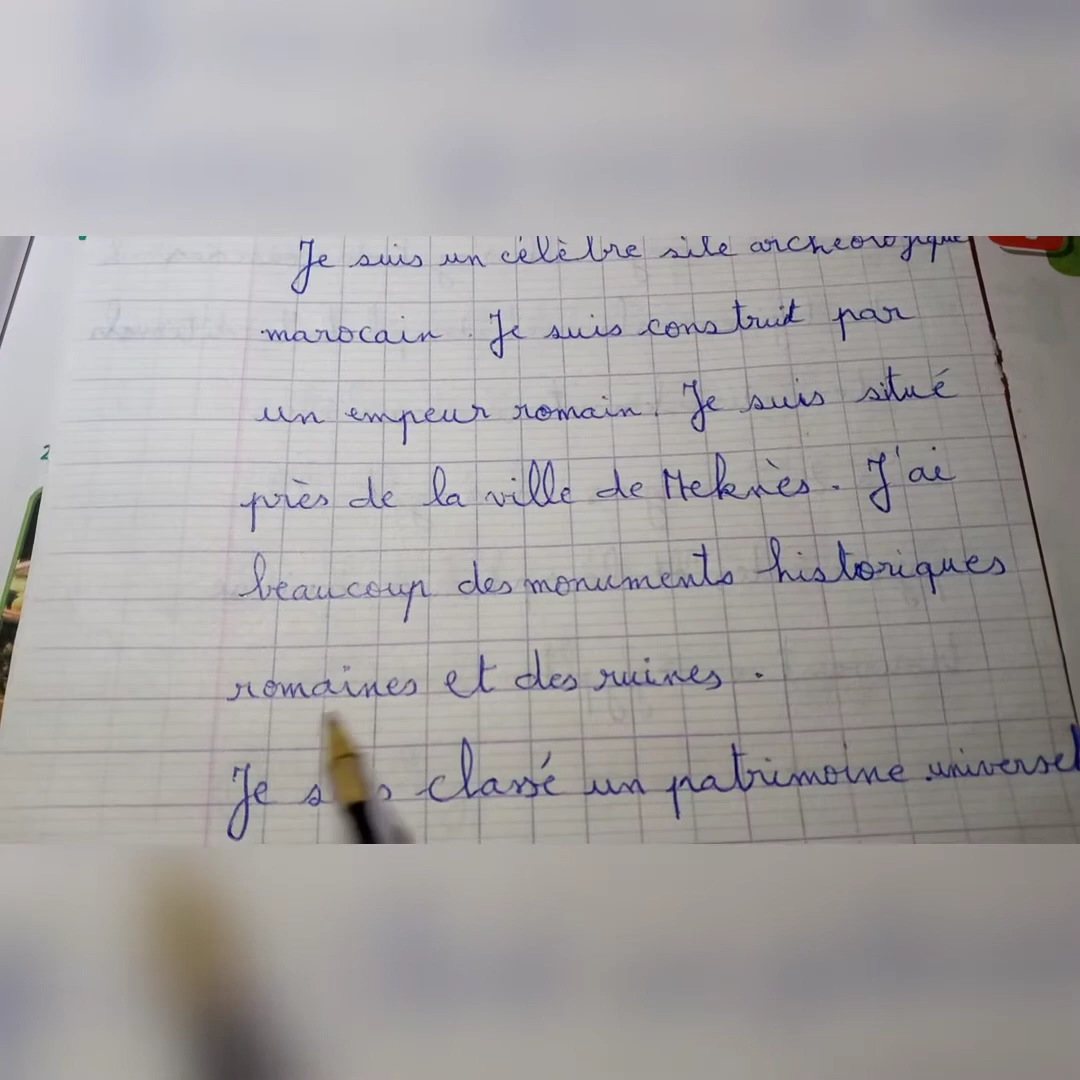 Je suis un célèbre site archéologique
marocain. Je suis construit par
un empeur romain. Je suis situé
près de la ville de Meknès. J'ai
beaucoup des monuments historiques
romaines et des ruines.
Je classé un patrimoine universel